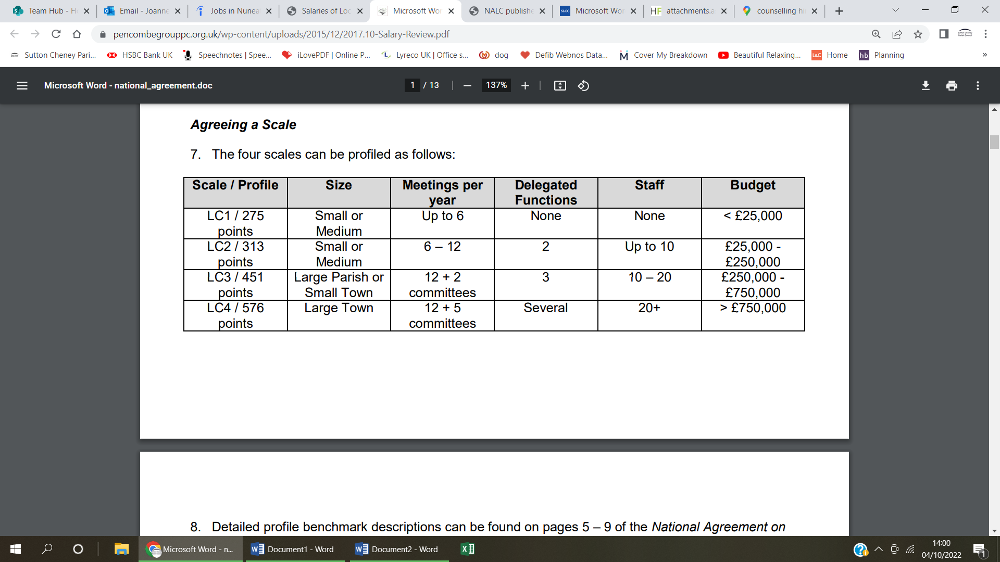 Team Hub - H
Email - Joanne
Jobs in Nunea
Salaries of Loc
Microsoft Wor
NALC publishe
SLCC
Microsoft Wor
HF
attachments.a
counselling hi
pencombegrouppc.org.uk/wp-content/uploads/2015/12/2017.10-Salary-Review.pdf
Sutton Cheney Pari...
HSBC Bank UK
Speechnotes | Spee...
iLovePDF | Online P...
Lyreco UK | Office s...
dog
Defib Webnos Data...
Cover My Breakdown
Beautiful Relaxing...
L&C Home
hb Planning
»
Microsoft Word - national_agreement.doc
1 / 13
137%
Agreeing a Scale
7. The four scales can be profiled as follows:
Scale / Profile
Size
Meetings per
year
Delegated
Functions
Staff
Budget
LC1 / 275
points
Small or
Medium
Up to 6
None
None
< £25,000
LC2 / 313
points
Small or
Medium
6 – 12
2
Up to 10
£25,000 -
£250,000
LC3 / 451
points
Large Parish or
Small Town
12 + 2
committees
3
10 – 20
£250,000 -
£750,000
LC4 / 576
points
Large Town
12 + 5
committees
Several
20+
> £750,000
8. Detailed profile benchmark descriptions can be found on pages 5 – 9 of the National Agreement on
Microsoft Word - n...
Document1 - Word
Document2 - Word
14:00
04/10/2022
1